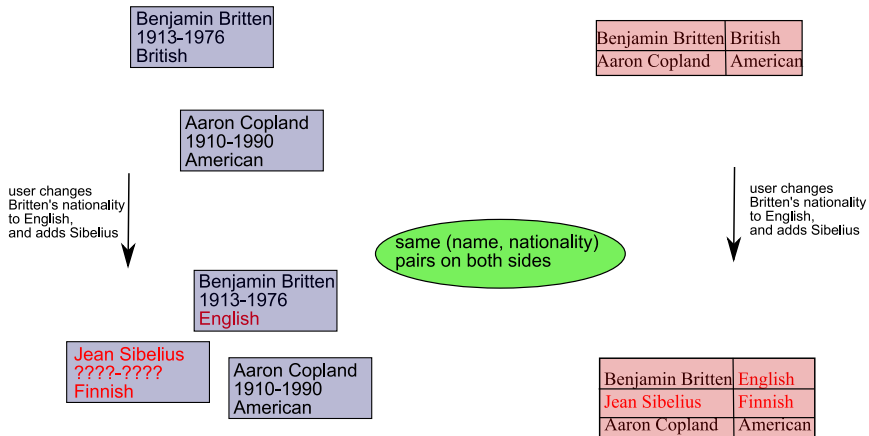 Benjamin Britten
1913-1976
British
Benjamin Britten British
Aaron Copland American
Aaron Copland
1910-1990
American
user changes
Britten's nationality
to English,
and adds Sibelius
user changes
Britten's nationality
to English,
and adds Sibelius
same (name, nationality)
pairs on both sides
Benjamin Britten
1913-1976
English
Jean Sibelius
????-????
Finnish
Aaron Copland
1910-1990
American
Benjamin Britten English
Jean Sibelius Finnish
Aaron Copland American